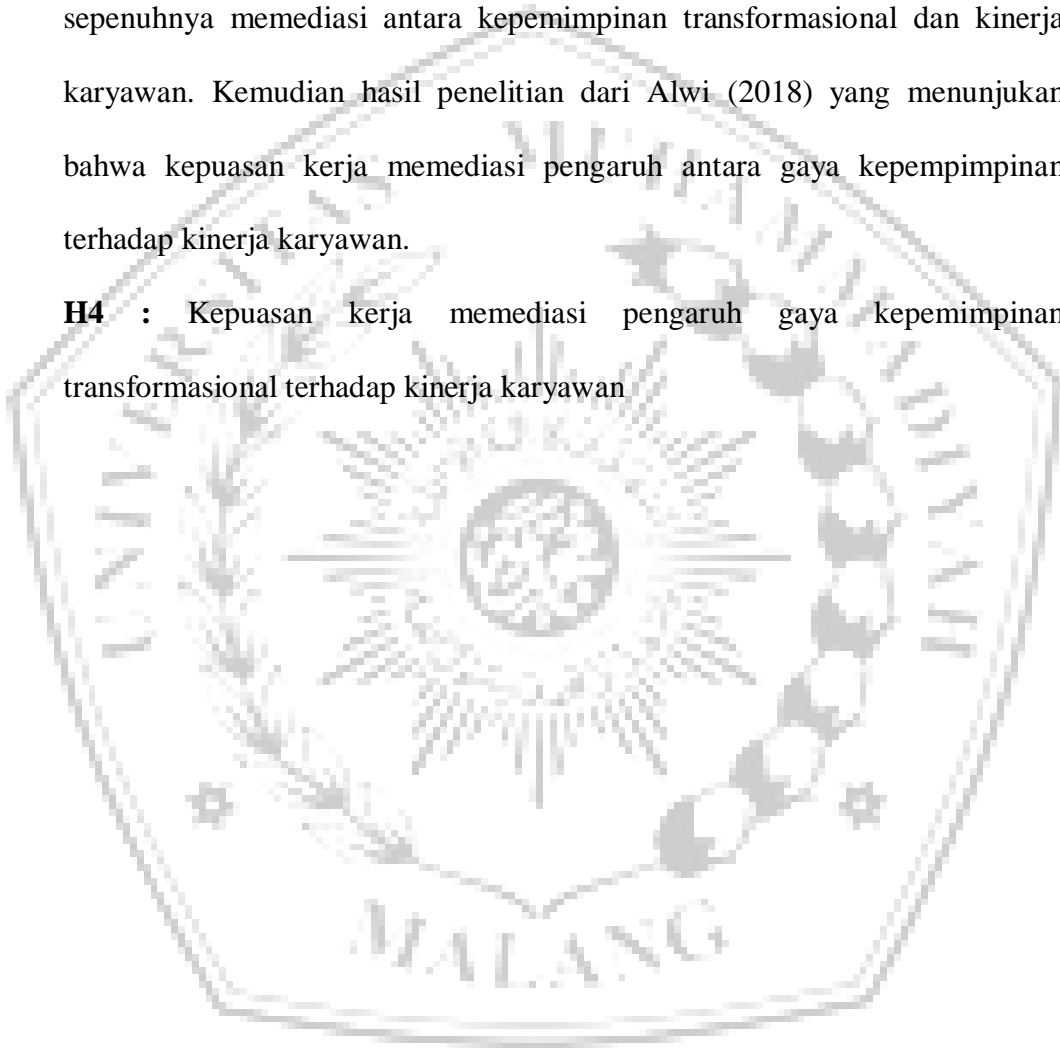 sepenuhnya memediasi antara kepemimpinan transformasional dan kinerja
karyawan. Kemudian hasil penelitian dari Alwi (2018) yang menunjukan
bahwa kepuasan kerja memediasi pengaruh antara gaya kepempimpinan
terhadap kinerja karyawan.
H4 : Kepuasan kerja memediasi pengaruh gaya kepemimpinan
transformasional terhadap kinerja karyawan
UNIVERSITAS MUHAMMADIYAH
MALANG